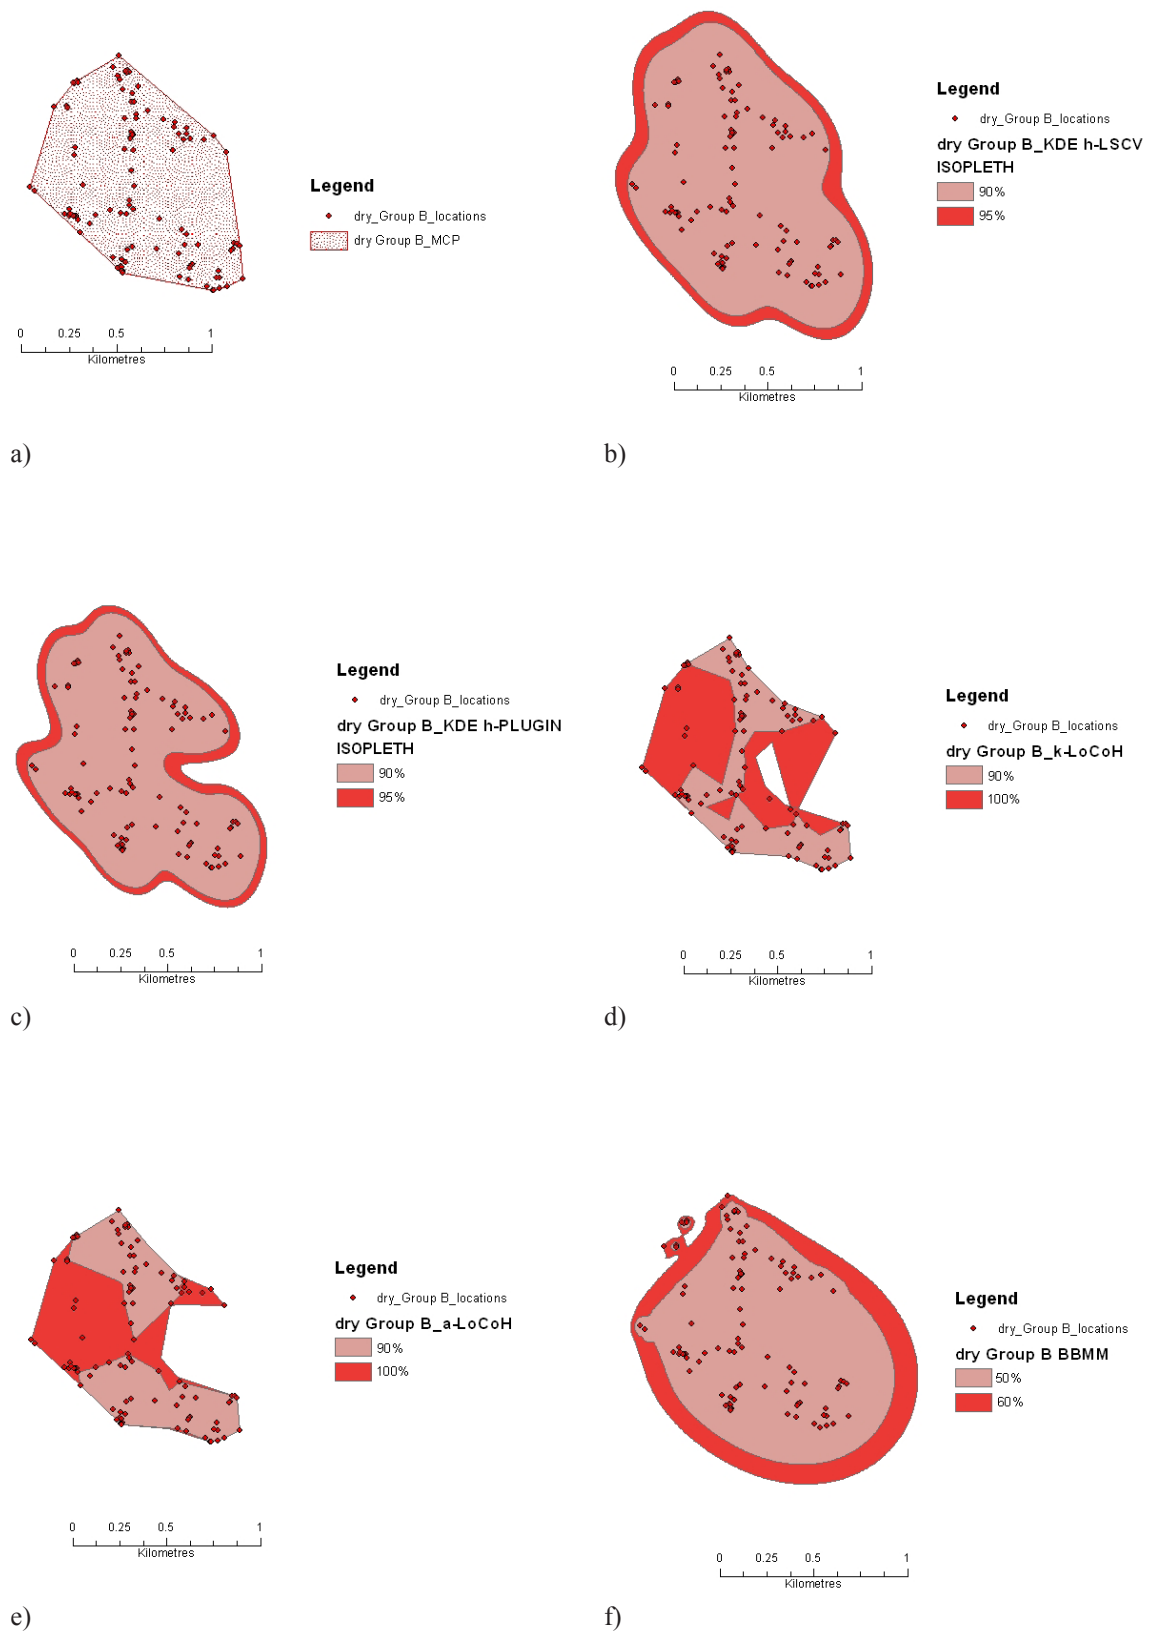 Legend
dry_Group B_locations
dry Group B_MCP
0 0.25 0.5 1
Kilometres
a)
Legend
dry_Group B_locations
dry Group B_KDE h-LSCV
ISOPLETH
90%
95%
0 0.25 0.5 1
Kilometres
b)
Legend
dry_Group B_locations
dry Group B_KDE h-PLUGIN
ISOPLETH
90%
95%
0 0.25 0.5 1
Kilometres
c)
Legend
dry_Group B_locations
dry Group B_k-LoCoH
90%
100%
0 0.25 0.5 1
Kilometres
d)
Legend
dry_Group B_locations
dry Group B_a-LoCoH
90%
100%
0 0.25 0.5 1
Kilometres
e)
Legend
dry_Group B_locations
dry Group B BBMM
50%
60%
0 0.25 0.5 1
Kilometres
f)